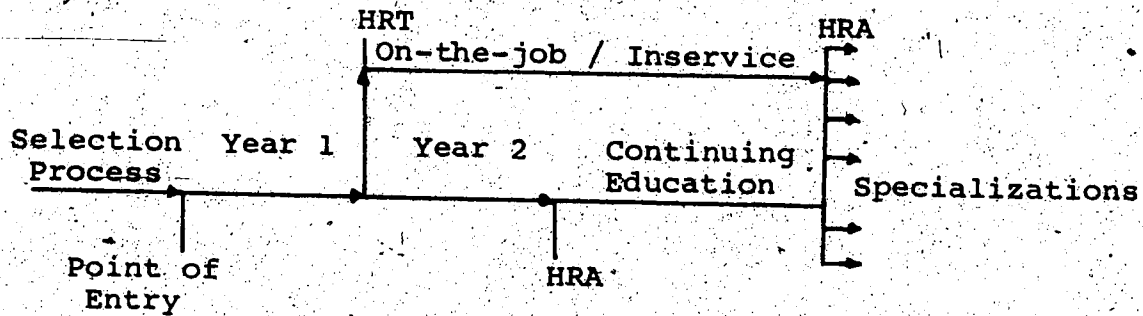 HRT
HRA
On-the-job / Inservice
Selection Year 1 Year 2 Continuing
Process Education
Specializations
Point of
Entry
HRA